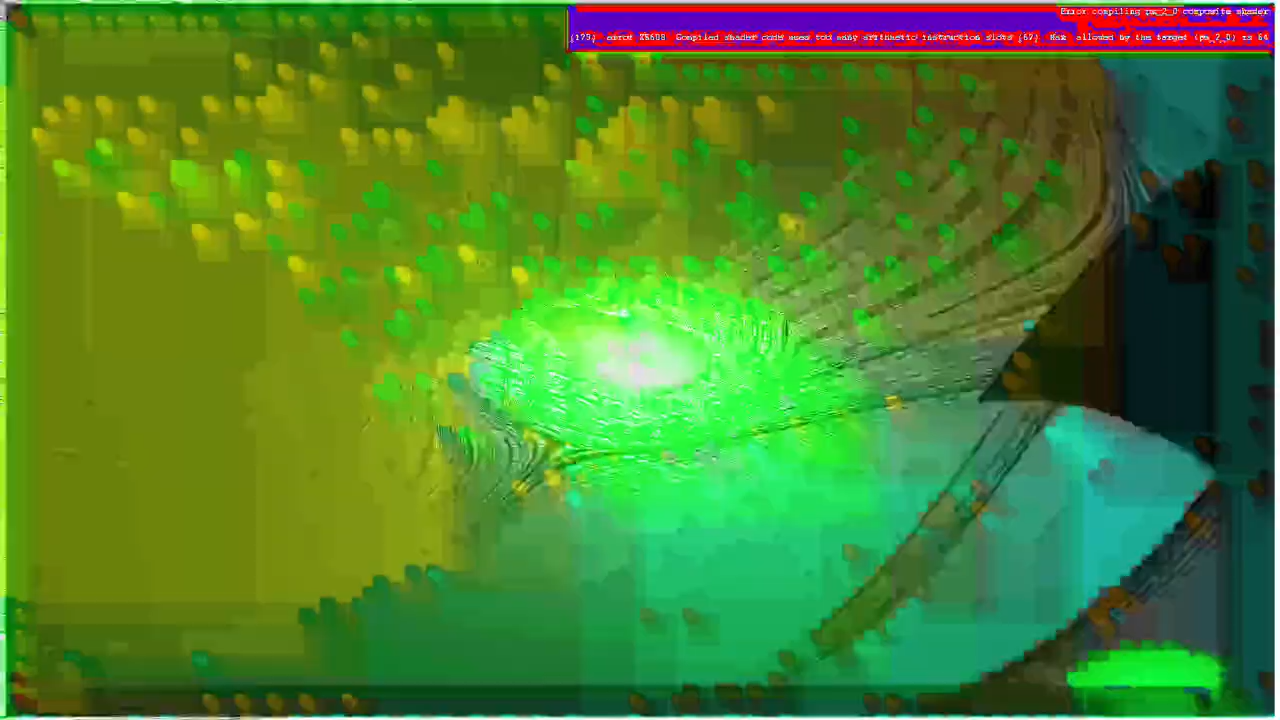 Error compiling ps_2_0 composite shader
error X5608 Compiled shader code uses too many arithmetic instruction slots (67). Max. allowed by the target (ps_2_0) is 64